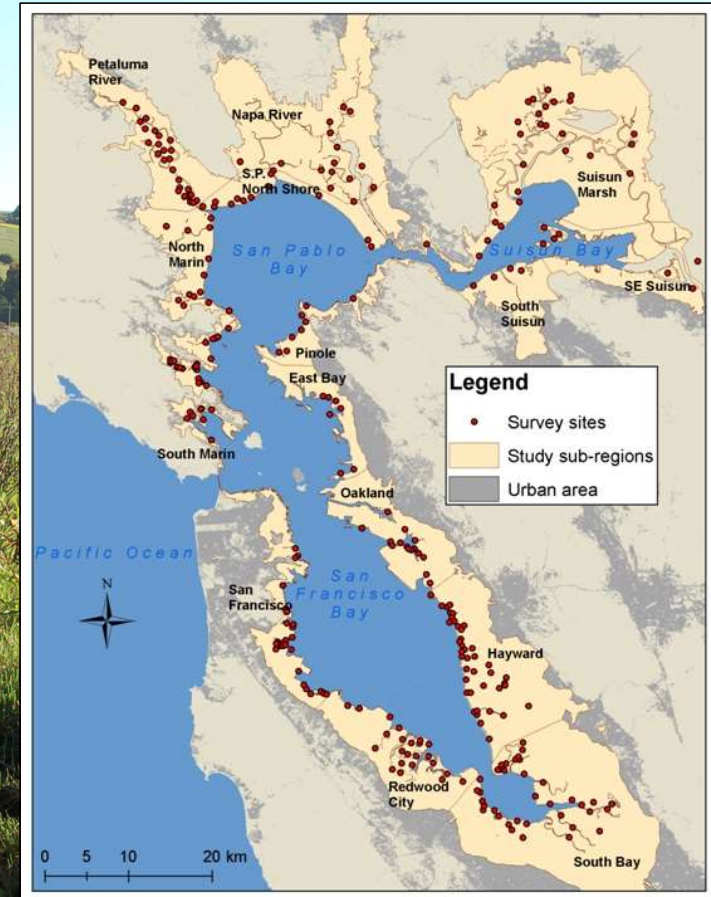 Petaluma
River
Napa River
S.P.
North Shore
Suisun
Marsh
North
Marin
San Pablo
Bay
Suisun Bay
SE Suisun
South
Suisun
Pinole
East Bay
Legend
Survey sites
Study sub-regions
Urban area
South Marin
Oakland
Pacific Ocean
N
San
Francisco
San
Francisco
Bay
Hayward
Redwood
City
South Bay
0 5 10 20 km